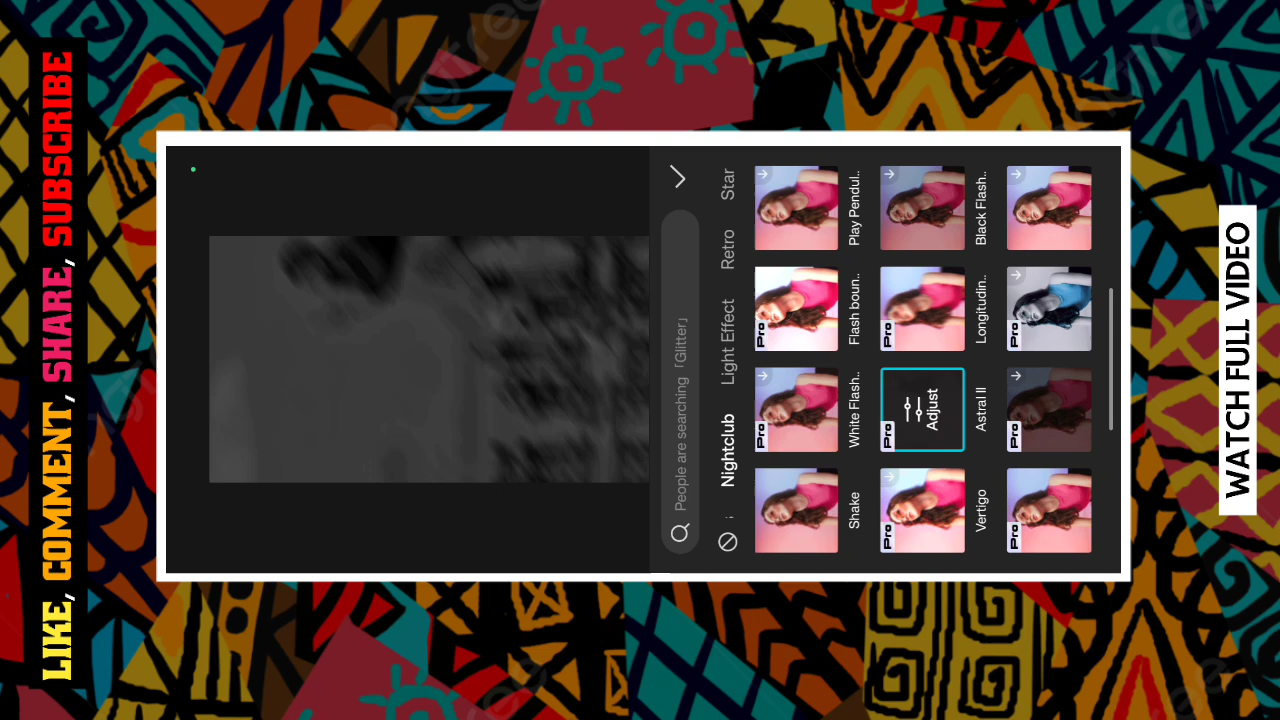 LIKE, COMMENT, SHARE, SUBSCRIBE
People are searching「Glitter」
Nightclub Light Effect Retro Star
Pro Pro
Shake White Flash.. Flash boun.. Play Pendul..
Pro Pro Pro
Adjust
Vertigo Astral II Longitudin.. Black Flash..
Pro Pro
WATCH FULL VIDEO